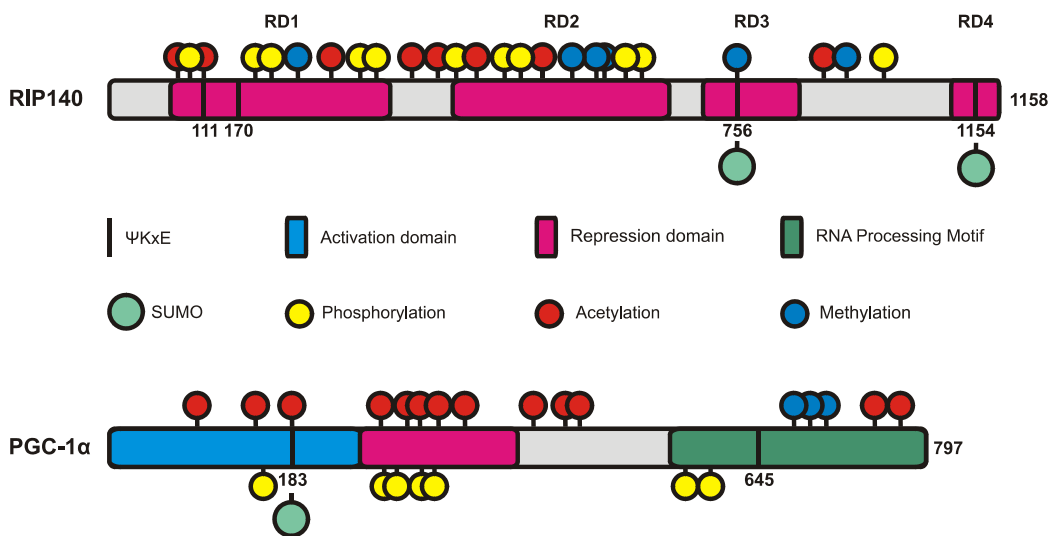 RD1 RD2 RD3 RD4
RIP140 1158
111 170 756 1154
ΨKxE Activation domain Repression domain RNA Processing Motif
SUMO Phosphorylation Acetylation Methylation
PGC-1α 797
183 645